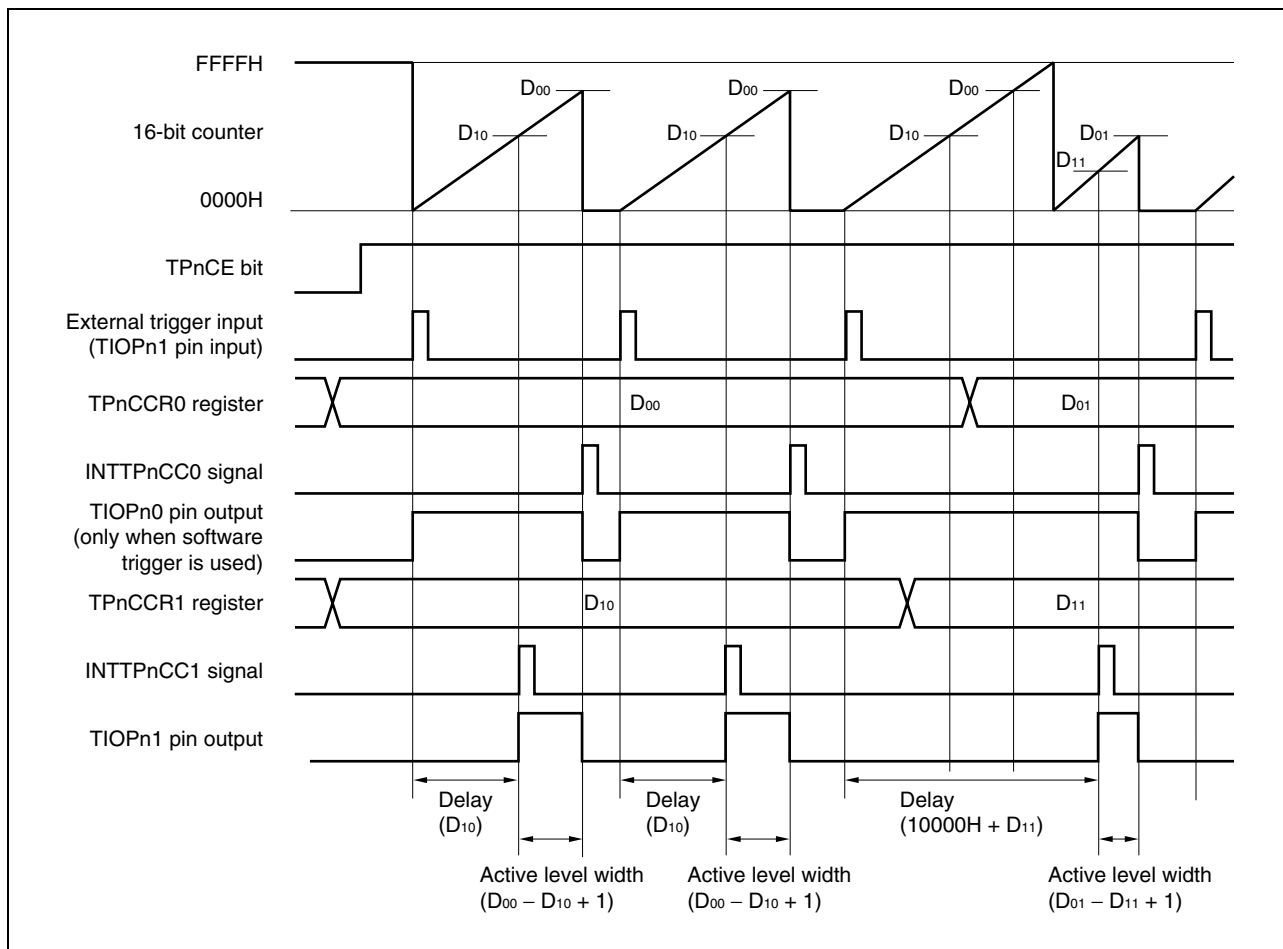 FFFFH
D00
D00
D00
16-bit counter
D10
D10
D10
D01
D11
0000H
TPnCE bit
External trigger input
(TIOPn1 pin input)
TPnCCR0 register
D00
D01
INTTPnCC0 signal
TIOPn0 pin output
(only when software
trigger is used)
TPnCCR1 register
D10
D11
INTTPnCC1 signal
TIOPn1 pin output
Delay
(D10)
Delay
(D10)
Delay
(10000H + D11)
Active level width
(D00 − D10 + 1)
Active level width
(D00 − D10 + 1)
Active level width
(D01 − D11 + 1)